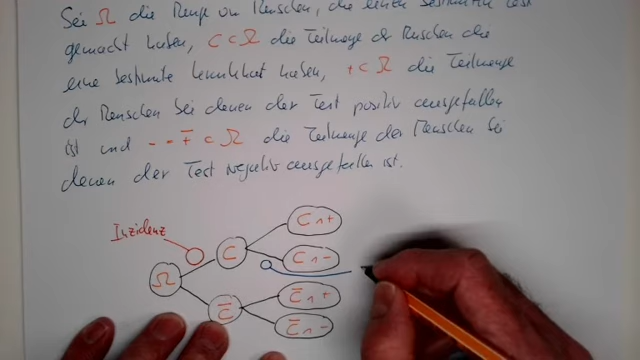 Sei Ω die Menge von Menschen, die einen bestimmten Test
gemacht haben, C ⊂ Ω die Teilmenge der Menschen die
eine bestimmte Krankheit haben, + ⊂ Ω die Teilmenge
der Menschen bei denen der Test positiv ausgefallen
ist und - = +̅ ⊂ Ω die Teilmenge der Menschen bei
denen der Test negativ ausgefallen ist.
Inzidenz
C ∩ +
C
C ∩ -
Ω
C̅ ∩ +
C̅
C̅ ∩ -